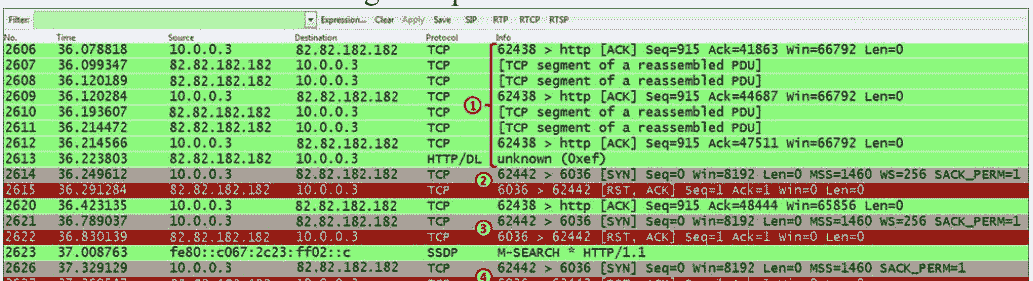 Filter: Expression... Clear Apply Save SIP RTP RTCP RTSP
No. Time Source Destination Protocol Info
2606 36.078818 10.0.0.3 82.82.182.182 TCP 62438 > http [ACK] Seq=915 Ack=41863 Win=66792 Len=0
2607 36.099347 82.82.182.182 10.0.0.3 TCP [TCP segment of a reassembled PDU]
2608 36.120189 82.82.182.182 10.0.0.3 TCP [TCP segment of a reassembled PDU]
2609 36.120284 10.0.0.3 82.82.182.182 TCP 1 62438 > http [ACK] Seq=915 Ack=44687 Win=66792 Len=0
2610 36.193607 82.82.182.182 10.0.0.3 TCP [TCP segment of a reassembled PDU]
2611 36.214472 82.82.182.182 10.0.0.3 TCP [TCP segment of a reassembled PDU]
2612 36.214566 10.0.0.3 82.82.182.182 TCP 62438 > http [ACK] Seq=915 Ack=47511 Win=66792 Len=0
2613 36.223803 82.82.182.182 10.0.0.3 HTTP/DL unknown (0xef)
2614 36.249612 10.0.0.3 82.82.182.182 TCP 2 62442 > 6036 [SYN] Seq=0 Win=8192 Len=0 MSS=1460 WS=256 SACK_PERM=1
2615 36.291284 82.82.182.182 10.0.0.3 TCP 6036 > 62442 [RST, ACK] Seq=1 Ack=1 Win=0 Len=0
2620 36.423135 10.0.0.3 82.82.182.182 TCP 62438 > http [ACK] Seq=915 Ack=48444 Win=65856 Len=0
2621 36.789037 10.0.0.3 82.82.182.182 TCP 3 62442 > 6036 [SYN] Seq=0 Win=8192 Len=0 MSS=1460 WS=256 SACK_PERM=1
2622 36.830139 82.82.182.182 10.0.0.3 TCP 6036 > 62442 [RST, ACK] Seq=1 Ack=1 Win=0 Len=0
2623 37.008763 fe80::c067:2c23: ff02::c SSDP M-SEARCH * HTTP/1.1
2626 37.329129 10.0.0.3 82.82.182.182 TCP 4 62442 > 6036 [SYN] Seq=0 Win=8192 Len=0 MSS=1460 SACK_PERM=1